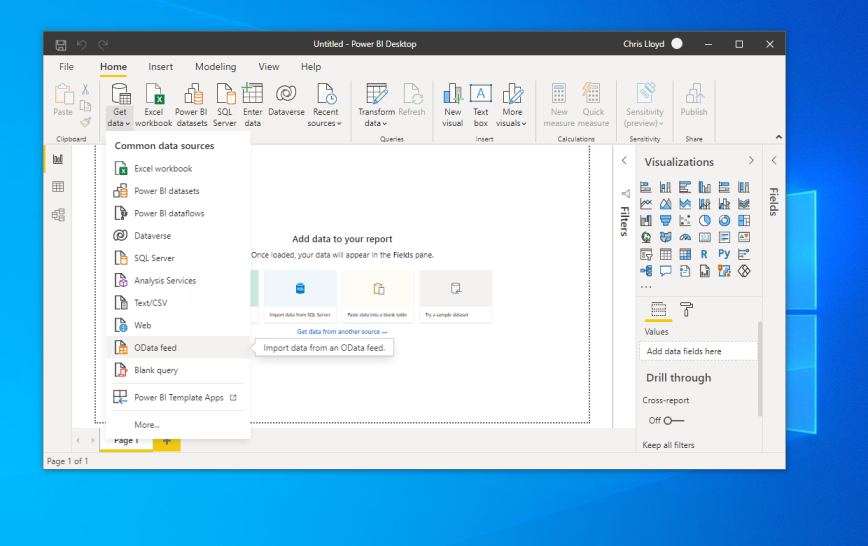 Untitled - Power BI Desktop
Chris Lloyd
File
Home
Insert
Modeling
View
Help
Paste
Get
data
Excel
workbook
Power BI
datasets
SQL
Server
Enter
data
Dataverse
Recent
sources
Transform
data
Refresh
New
visual
Text
box
More
visuals
New
measure
Quick
measure
Sensitivity
(preview)
Publish
Clipboard
Queries
Insert
Calculations
Sensitivity
Share
Common data sources
Excel workbook
Power BI datasets
Power BI dataflows
Dataverse
SQL Server
Analysis Services
Text/CSV
Web
OData feed
Blank query
Power BI Template Apps
More...
Import data from an OData feed.
Add data to your report
Once loaded, your data will appear in the Fields pane.
SQL
Import data from SQL Server
Paste data into a blank table
Try a sample dataset
Get data from another source →
Filters
Visualizations
R
Py
...
Values
Add data fields here
Drill through
Cross-report
Off
Keep all filters
Fields
Page 1
+
Page 1 of 1